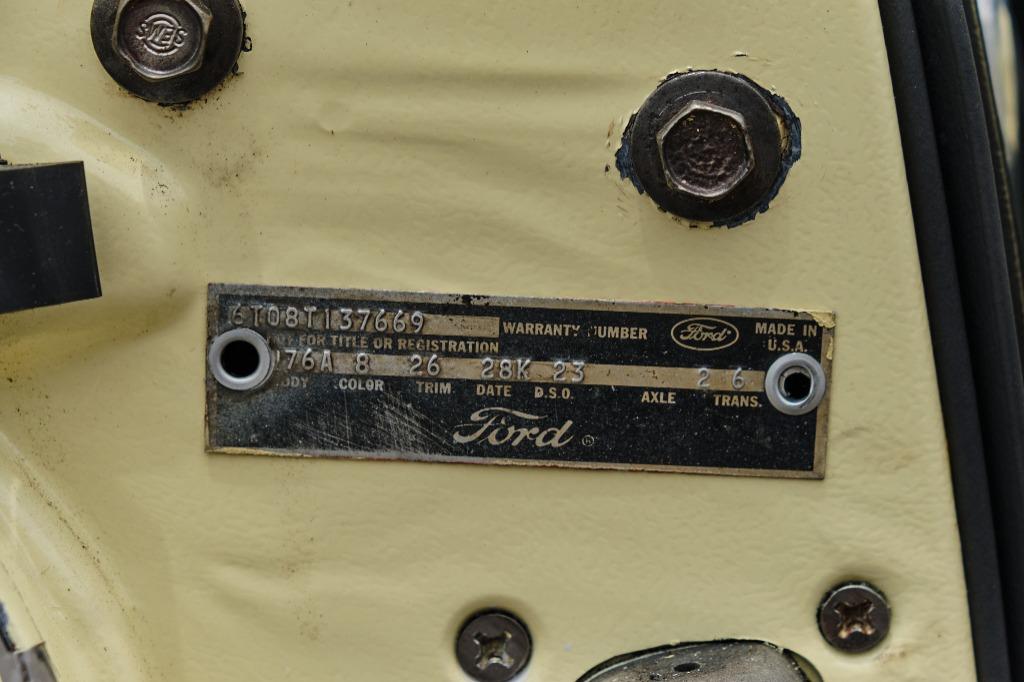 SEMS
6T08T137669 WARRANTY NUMBER Ford MADE IN
U.S.A.
FOR TITLE OR REGISTRATION
76A 8 26 28K 23 2 6
COLOR TRIM DATE D.S.O. AXLE TRANS.
Ford ®